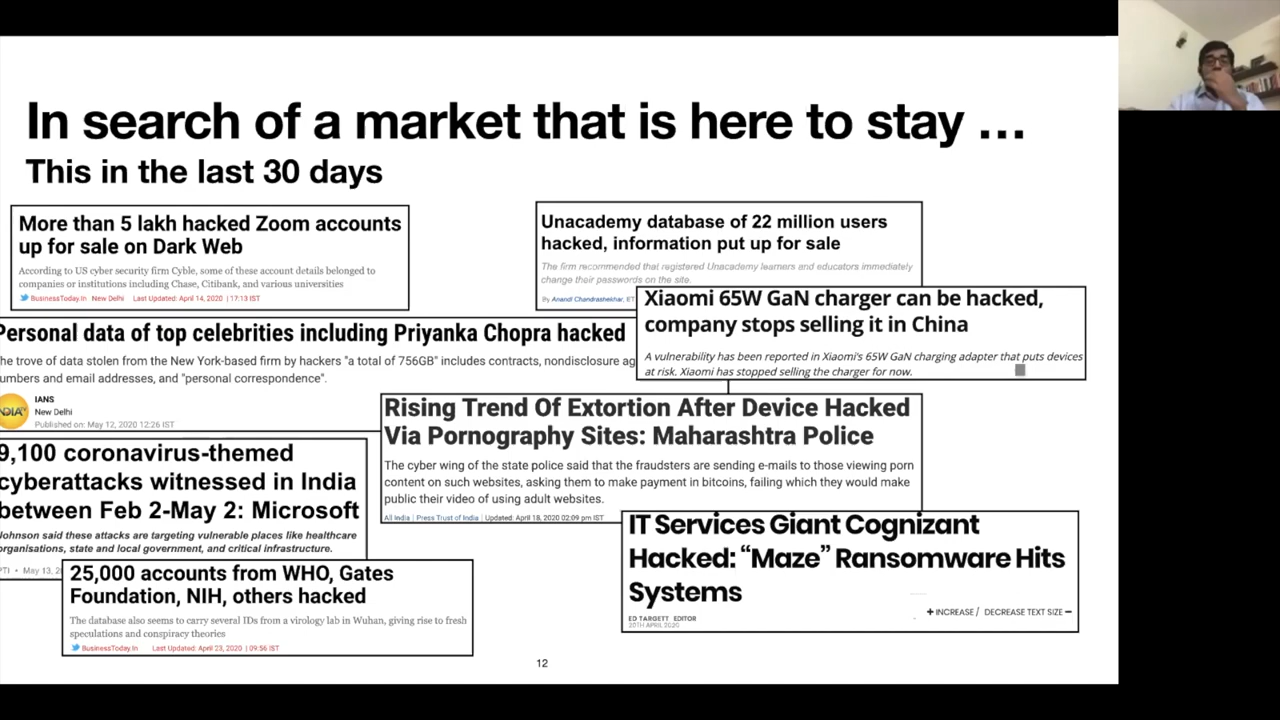 In search of a market that is here to stay …
This in the last 30 days
More than 5 lakh hacked Zoom accounts
up for sale on Dark Web
According to US cyber security firm Cyble, some of these account details belonged to
companies or institutions including Chase, Citibank, and various universities
BusinessToday.In New Delhi Last Updated: April 14, 2020 | 17:13 IST
Unacademy database of 22 million users
hacked, information put up for sale
The firm recommended that registered Unacademy learners and educators immediately
change their passwords on the site.
By Anandi Chandrashekhar, ET
Xiaomi 65W GaN charger can be hacked,
company stops selling it in China
A vulnerability has been reported in Xiaomi's 65W GaN charging adapter that puts devices
at risk. Xiaomi has stopped selling the charger for now.
Personal data of top celebrities including Priyanka Chopra hacked
he trove of data stolen from the New York-based firm by hackers "a total of 756GB" includes contracts, nondisclosure ag
umbers and email addresses, and "personal correspondence".
IANS
New Delhi
Published on: May 12, 2020 12:26 IST
Rising Trend Of Extortion After Device Hacked
Via Pornography Sites: Maharashtra Police
The cyber wing of the state police said that the fraudsters are sending e-mails to those viewing porn
content on such websites, asking them to make payment in bitcoins, failing which they would make
public their video of using adult websites.
All India | Press Trust of India | Updated: April 18, 2020 02:09 pm IST
9,100 coronavirus-themed
cyberattacks witnessed in India
between Feb 2-May 2: Microsoft
Johnson said these attacks are targeting vulnerable places like healthcare
organisations, state and local government, and critical infrastructure.
PTI • May 13, 2
25,000 accounts from WHO, Gates
Foundation, NIH, others hacked
The database also seems to carry several IDs from a virology lab in Wuhan, giving rise to fresh
speculations and conspiracy theories
BusinessToday.In Last Updated: April 23, 2020 | 09:56 IST
IT Services Giant Cognizant
Hacked: “Maze” Ransomware Hits
Systems
ED TARGETT EDITOR
20TH APRIL 2020
+ INCREASE / DECREASE TEXT SIZE −
12